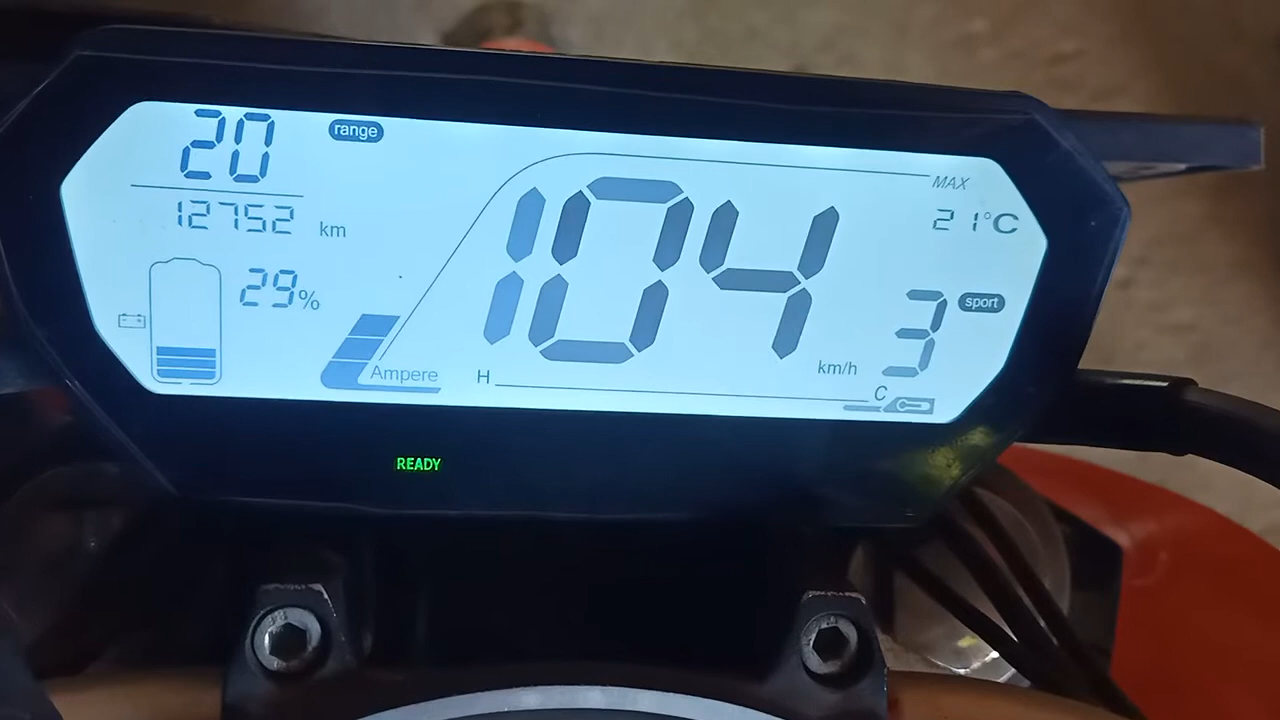 20 range
12752 km
29%
Ampere
104
km/h
MAX
21°C
3 sport
H
C
READY